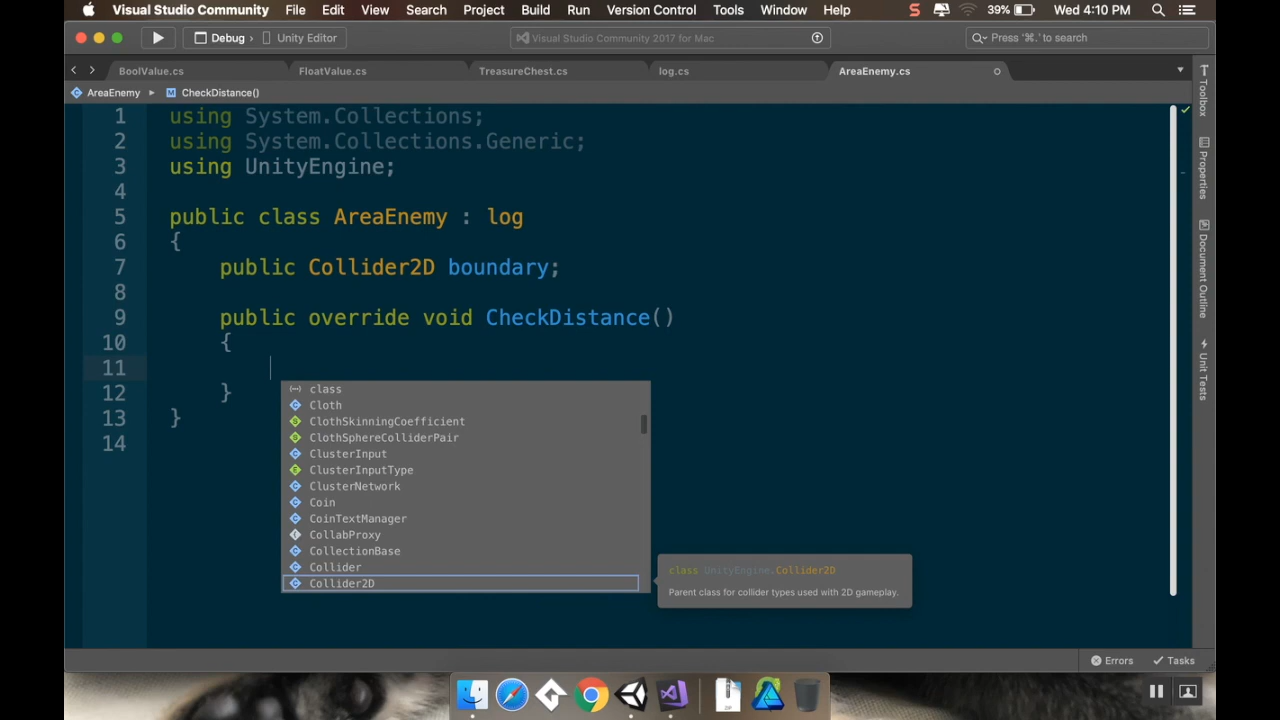 Visual Studio Community File Edit View Search Project Build Run Version Control Tools Window Help S 39% Wed 4:10 PM
Debug › Unity Editor Visual Studio Community 2017 for Mac Press '⌘.' to search
BoolValue.cs FloatValue.cs TreasureChest.cs log.cs AreaEnemy.cs
AreaEnemy ▸ M CheckDistance()
1 using System.Collections;
2 using System.Collections.Generic;
3 using UnityEngine;
4
5 public class AreaEnemy : log
6 {
7 public Collider2D boundary;
8
9 public override void CheckDistance()
10 {
11
12 }
13 }
14
class
Cloth
ClothSkinningCoefficient
ClothSphereColliderPair
ClusterInput
ClusterInputType
ClusterNetwork
Coin
CoinTextManager
CollabProxy
CollectionBase
Collider
Collider2D
class UnityEngine.Collider2D
Parent class for collider types used with 2D gameplay.
Toolbox
Properties
Document Outline
Unit Tests
Errors Tasks
ZIP